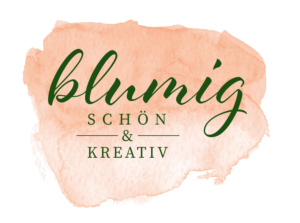 blumig
SCHÖN
&
KREATIV